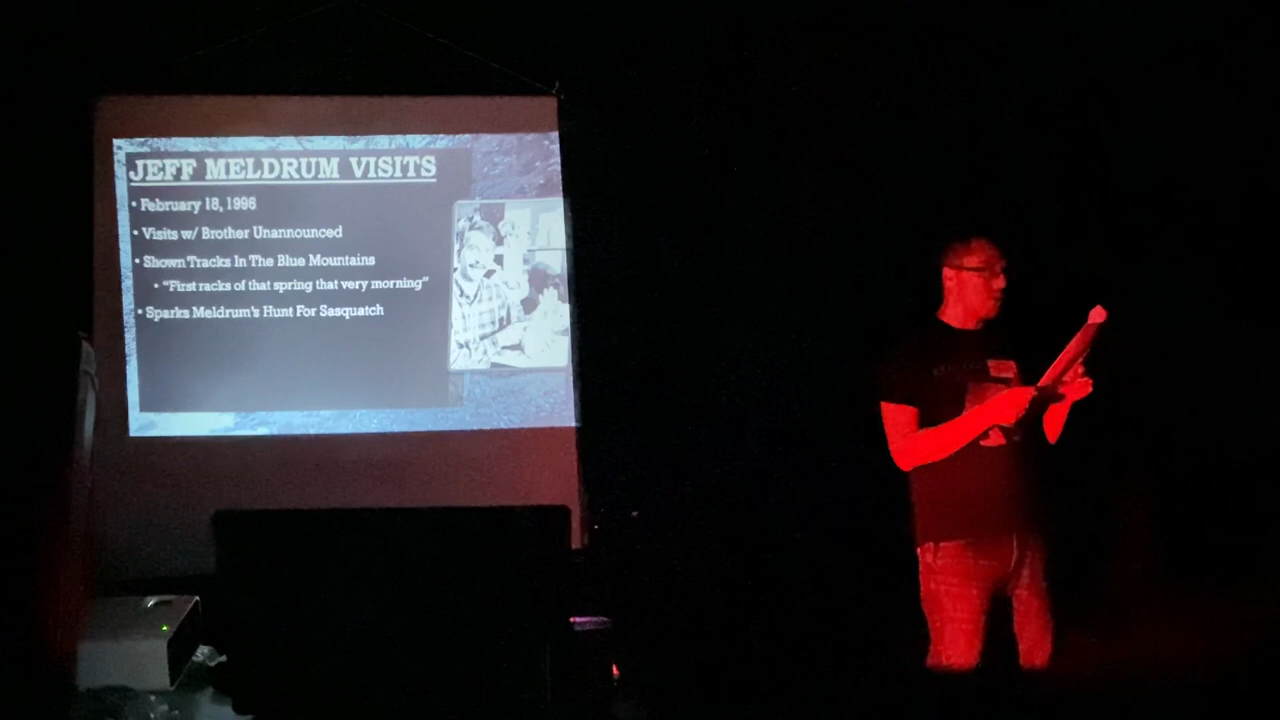 JEFF MELDRUM VISITS
• February 18, 1996
• Visits w/ Brother Unannounced
• Shown Tracks In The Blue Mountains
• "First racks of that spring that very morning"
• Sparks Meldrum's Hunt For Sasquatch